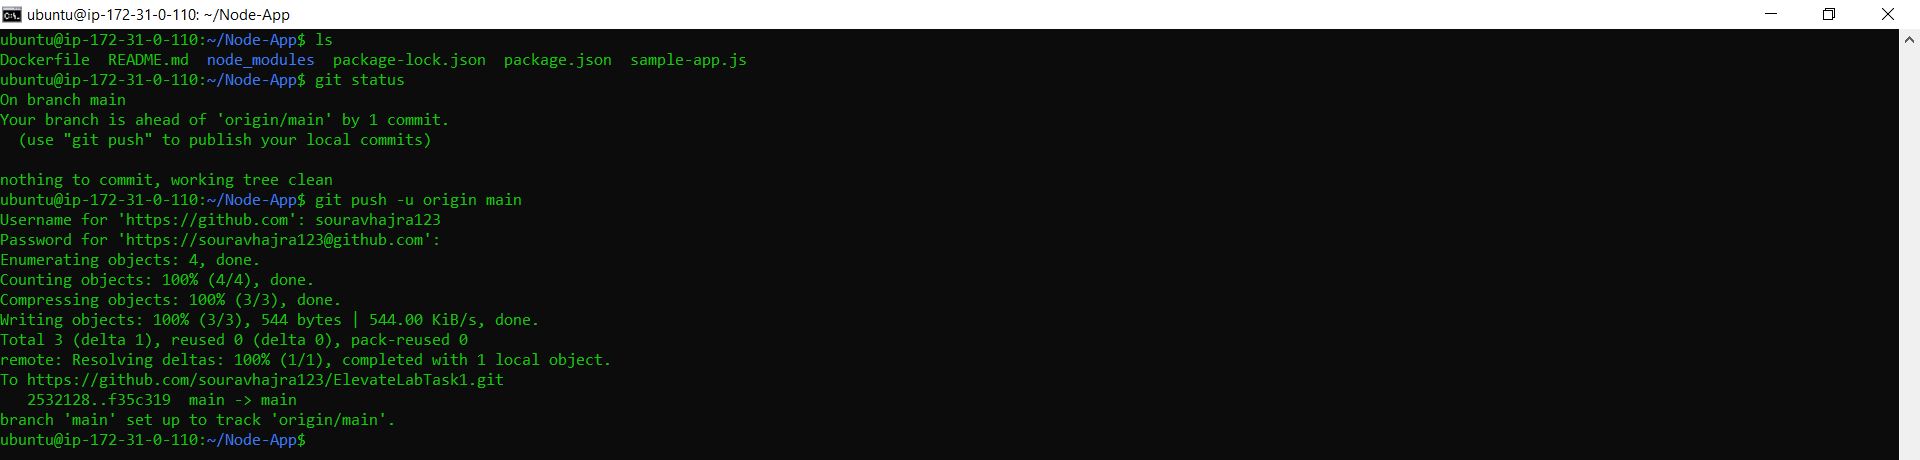 ubuntu@ip-172-31-0-110: ~/Node-App
ubuntu@ip-172-31-0-110:~/Node-App$ ls
Dockerfile  README.md  node_modules  package-lock.json  package.json  sample-app.js
ubuntu@ip-172-31-0-110:~/Node-App$ git status
On branch main
Your branch is ahead of 'origin/main' by 1 commit.
  (use "git push" to publish your local commits)

nothing to commit, working tree clean
ubuntu@ip-172-31-0-110:~/Node-App$ git push -u origin main
Username for 'https://github.com': souravhajra123
Password for 'https://souravhajra123@github.com':
Enumerating objects: 4, done.
Counting objects: 100% (4/4), done.
Compressing objects: 100% (3/3), done.
Writing objects: 100% (3/3), 544 bytes | 544.00 KiB/s, done.
Total 3 (delta 1), reused 0 (delta 0), pack-reused 0
remote: Resolving deltas: 100% (1/1), completed with 1 local object.
To https://github.com/souravhajra123/ElevateLabTask1.git
   2532128..f35c319  main -> main
branch 'main' set up to track 'origin/main'.
ubuntu@ip-172-31-0-110:~/Node-App$